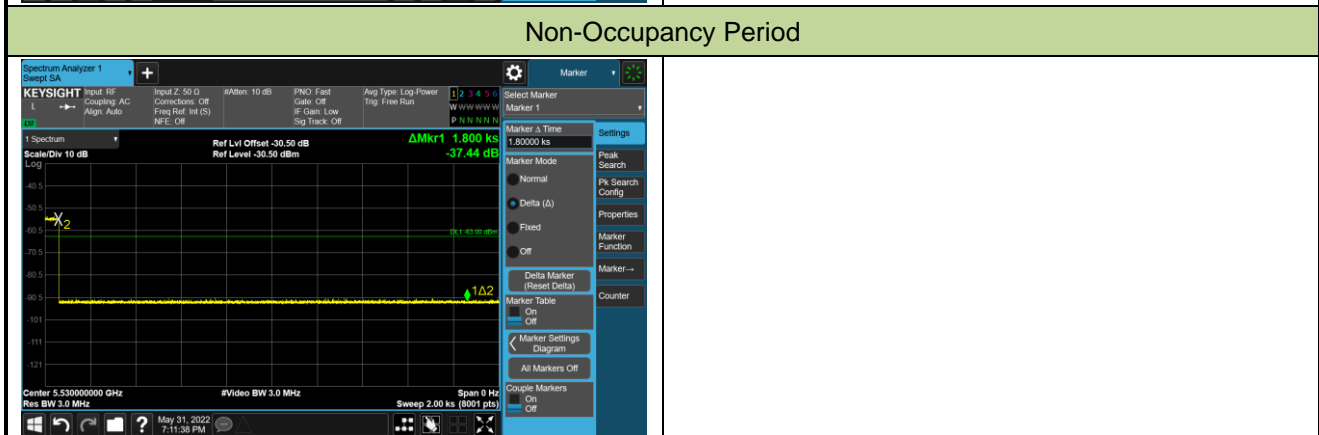 Non-Occupancy Period
Spectrum Analyzer 1
Swept SA
Marker
KEYSIGHT
Input: RF
Coupling: AC
Align: Auto
L
Input Z: 50 Ω
Corrections: Off
Freq Ref: Int (S)
NFE: Off
#Atten: 10 dB
PNO: Fast
Gate: Off
IF Gain: Low
Sig Track: Off
Avg Type: Log-Power
Trig: Free Run
1 2 3 4 5 6
W W W W W W
P N N N N N
Select Marker
Marker 1
1 Spectrum
Scale/Div 10 dB
Log
Ref Lvl Offset -30.50 dB
Ref Level -30.50 dBm
ΔMkr1 1.800 ks
-37.44 dB
-40.5
-50.5
-60.5
-70.5
-80.5
-90.5
-101
-111
-121
X2
DL1 -63.00 dBm
1Δ2
Center 5.530000000 GHz
Res BW 3.0 MHz
#Video BW 3.0 MHz
Span 0 Hz
Sweep 2.00 ks (8001 pts)
Marker Δ Time
1.80000 ks
Marker Mode
Normal
Delta (Δ)
Fixed
Off
Delta Marker
(Reset Delta)
Marker Table
On
Off
Marker Settings
Diagram
All Markers Off
Couple Markers
On
Off
Settings
Peak
Search
Pk Search
Config
Properties
Marker
Function
Marker→
Counter
May 31, 2022
7:11:38 PM